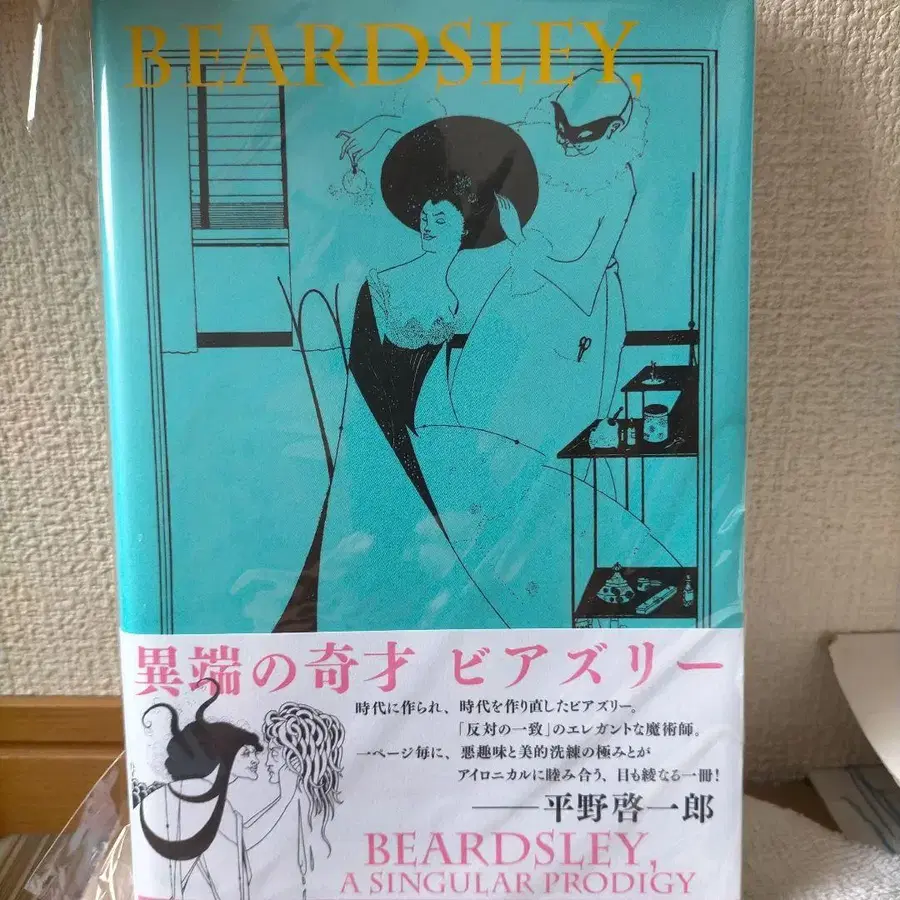 BEARDSLEY,
異端の奇才 ビアズリー
時代に作られ、時代を作り直したビアズリー。
「反対の一致」のエレガントな魔術師。
一ページ毎に、悪趣味と美的洗練の極みとが
アイロニカルに睦み合う、目も綾なる一冊!
——平野啓一郎
BEARDSLEY,
A SINGULAR PRODIGY